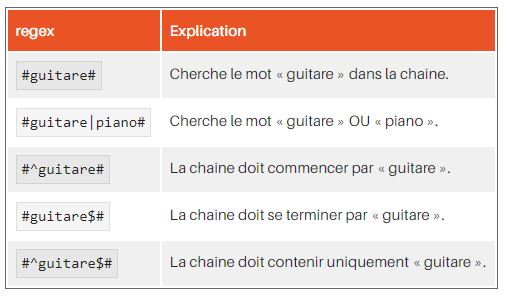 regex Explication
#guitare# Cherche le mot « guitare » dans la chaine.
#guitare|piano# Cherche le mot « guitare » OU « piano ».
#^guitare# La chaine doit commencer par « guitare ».
#guitare$# La chaine doit se terminer par « guitare ».
#^guitare$# La chaine doit contenir uniquement « guitare ».